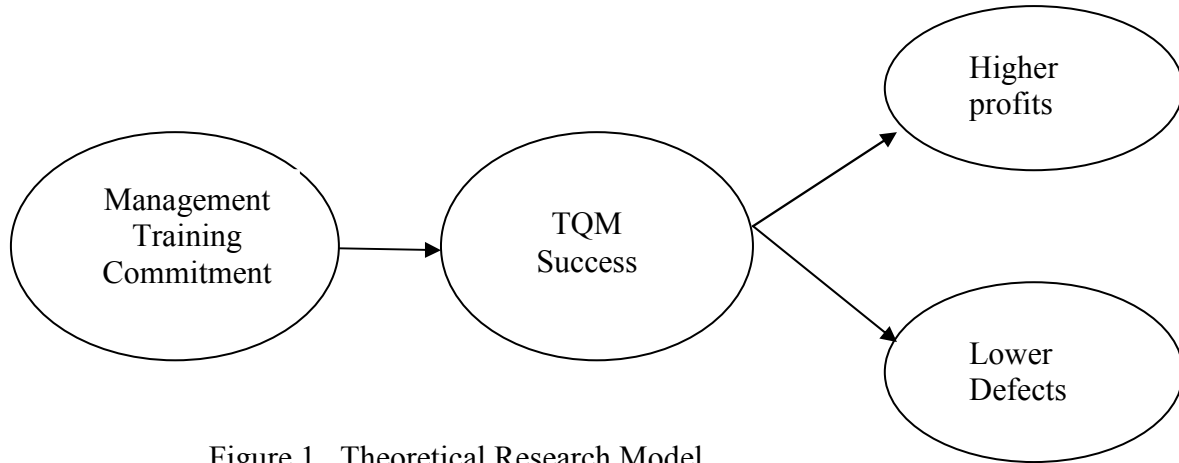 Higher
profits
Management
Training
Commitment
TQM
Success
Lower
Defects
Figure 1. Theoretical Research Model